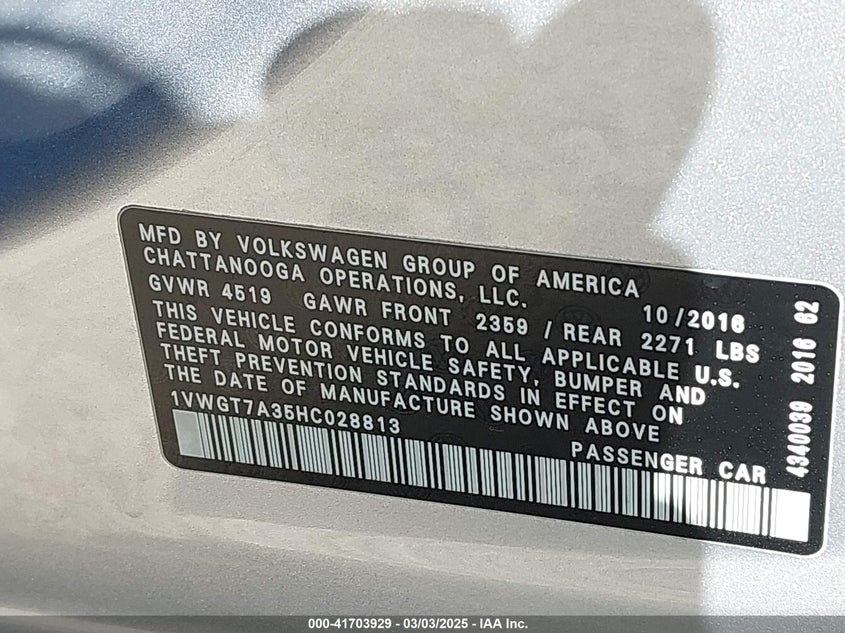 MFD BY VOLKSWAGEN GROUP OF AMERICA
CHATTANOOGA OPERATIONS, LLC.
10/2016
GVWR 4519 GAWR FRONT 2359 / REAR 2271 LBS
THIS VEHICLE CONFORMS TO ALL APPLICABLE U.S.
FEDERAL MOTOR VEHICLE SAFETY, BUMPER AND
THEFT PREVENTION STANDARDS IN EFFECT ON
THE DATE OF MANUFACTURE SHOWN ABOVE
1VWGT7A35HC028813
PASSENGER CAR
4340039 2016 62
000-41703929 - 03/03/2025 - IAA Inc.